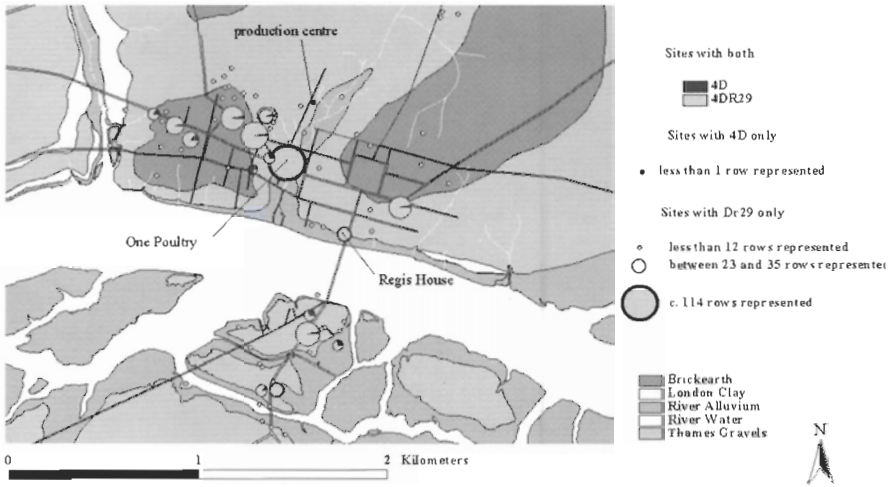 production centre
One Poultry
Regis House
0 1 2 Kilometers
Sites with both
4D
4DR29
Sites with 4D only
less than 1 row represented
Sites with Dr29 only
less than 12 rows represented
between 23 and 35 rows represente
c. 114 rows represented
Brickearth
London Clay
River Alluvium
River Water
Thames Gravels
N